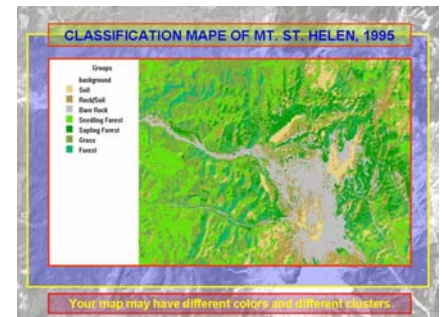 CLASSIFICATION MAPE OF MT. ST. HELEN, 1995
Groups
background
Soil
Rock/Soil
Bare Rock
Seedling Forest
Sapling Forest
Grass
Forest
Your map may have different colors and different clusters.